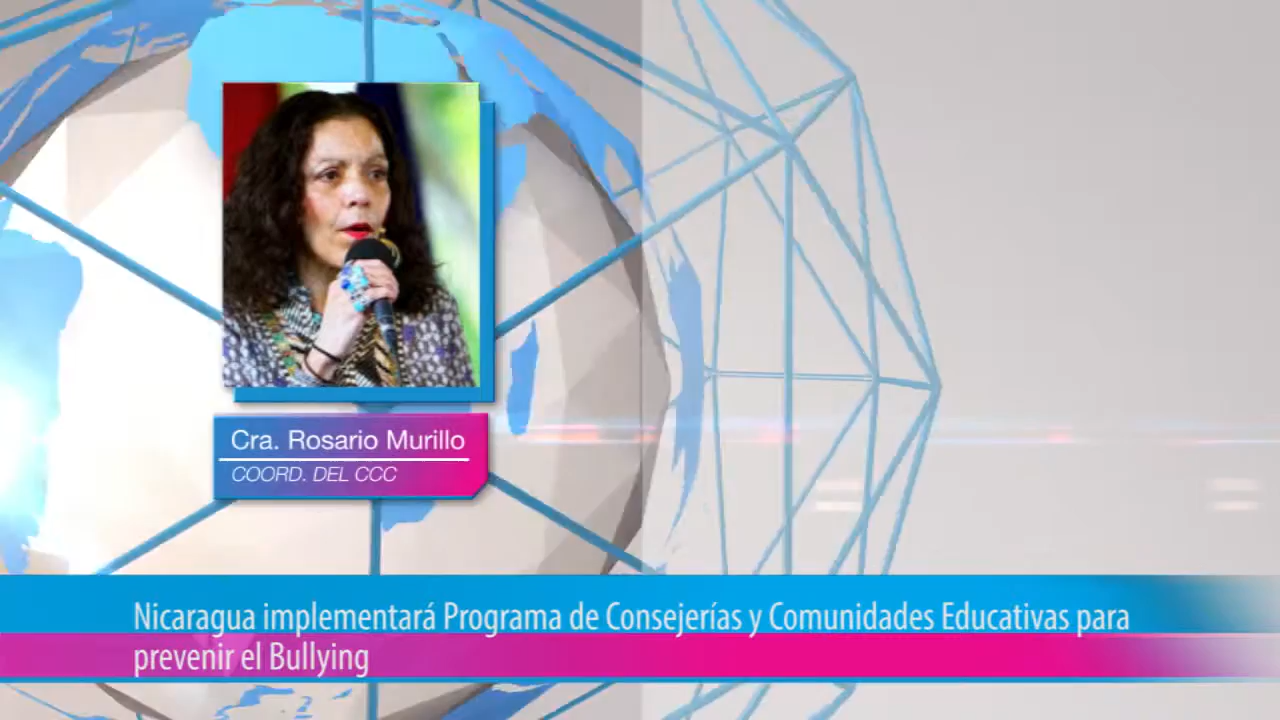 Cra. Rosario Murillo
COORD. DEL CCC
Nicaragua implementará Programa de Consejerías y Comunidades Educativas para
prevenir el Bullying